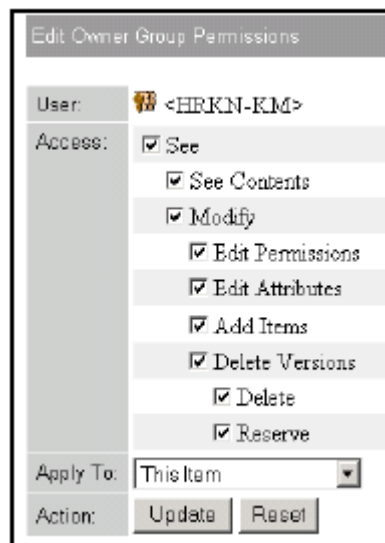 Edit Owner Group Permissions
User: <HRKN-KM>
Access: See
See Contents
Modify
Edit Permissions
Edit Attributes
Add Items
Delete Versions
Delete
Reserve
Apply To: This Item
Action: Update Reset